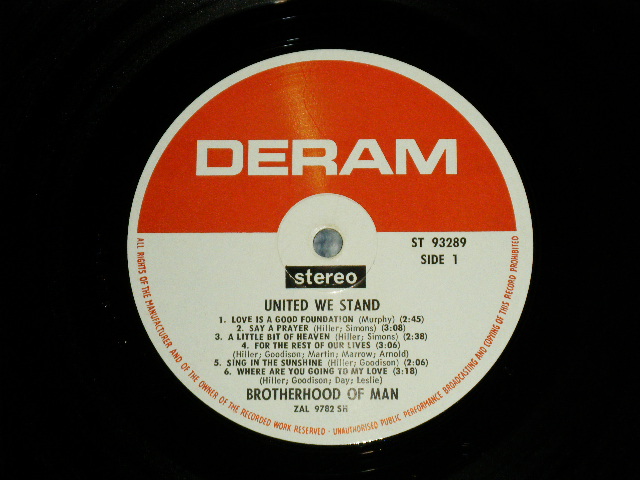 DERAM
ST 93289
SIDE 1
stereo
UNITED WE STAND
1. LOVE IS A GOOD FOUNDATION (Murphy) (2:45)
2. SAY A PRAYER (Hiller; Simons) (3:08)
3. A LITTLE BIT OF HEAVEN (Hiller; Simons) (2:38)
4. FOR THE REST OF OUR LIVES (3:06)
(Hiller; Goodison; Martin; Marrow; Arnold)
5. SING IN THE SUNSHINE (Hiller; Goodison) (2:06)
6. WHERE ARE YOU GOING TO MY LOVE (3:18)
(Hiller; Goodison; Day; Leslie)
BROTHERHOOD OF MAN
ZAL 9782 SH
ALL RIGHTS OF THE MANUFACTURER AND OF THE OWNER OF THE RECORDED WORK RESERVED · UNAUTHORISED PUBLIC PERFORMANCE BROADCASTING AND COPYING OF THIS RECORD PROHIBITED